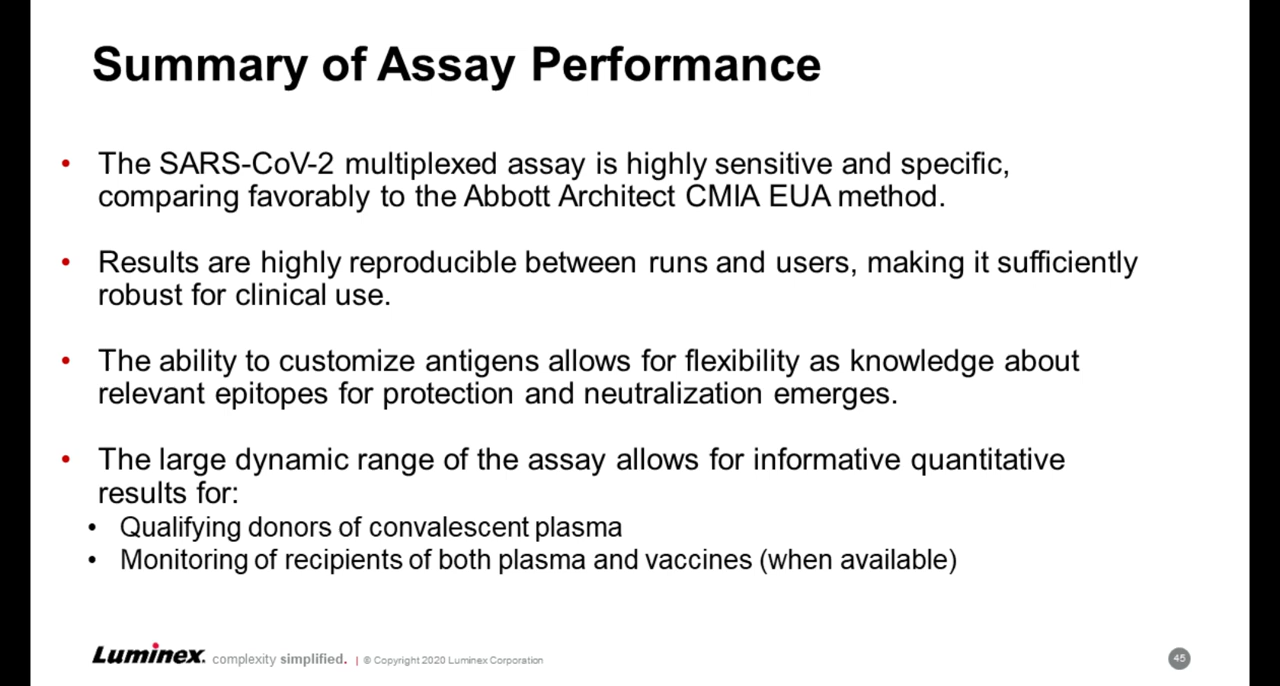 Summary of Assay Performance
• The SARS-CoV-2 multiplexed assay is highly sensitive and specific,
comparing favorably to the Abbott Architect CMIA EUA method.
• Results are highly reproducible between runs and users, making it sufficiently
robust for clinical use.
• The ability to customize antigens allows for flexibility as knowledge about
relevant epitopes for protection and neutralization emerges.
• The large dynamic range of the assay allows for informative quantitative
results for:
• Qualifying donors of convalescent plasma
• Monitoring of recipients of both plasma and vaccines (when available)
Luminex. complexity simplified. | © Copyright 2020 Luminex Corporation 45